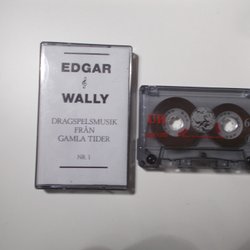 EDGAR
&
WALLY
DRAGSPELSMUSIK
FRÅN
GAMLA TIDER
NR. 1